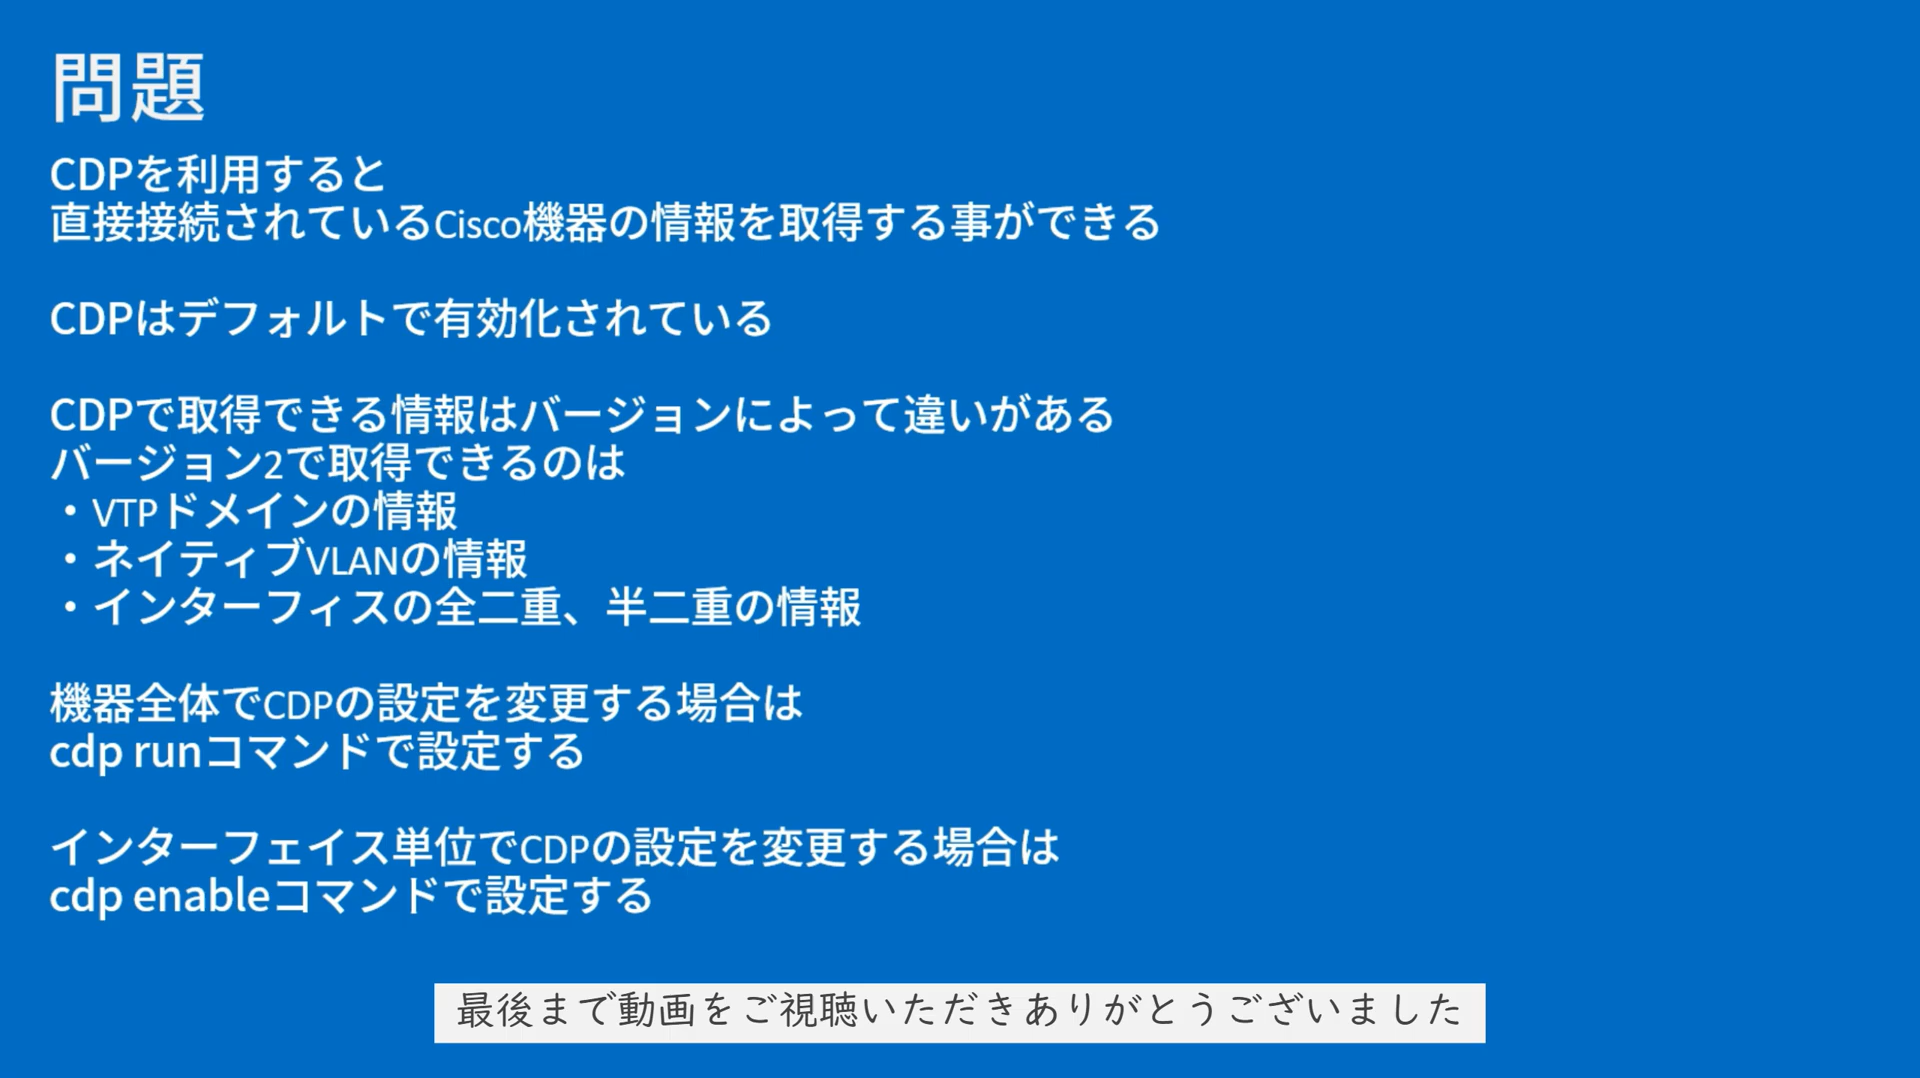 問題
CDPを利用すると
直接接続されているCisco機器の情報を取得する事ができる
CDPはデフォルトで有効化されている
CDPで取得できる情報はバージョンによって違いがある
バージョン2で取得できるのは
・VTPドメインの情報
・ネイティブVLANの情報
・インターフィスの全二重、半二重の情報
機器全体でCDPの設定を変更する場合は
cdp runコマンドで設定する
インターフェイス単位でCDPの設定を変更する場合は
cdp enableコマンドで設定する
最後まで動画をご視聴いただきありがとうございました